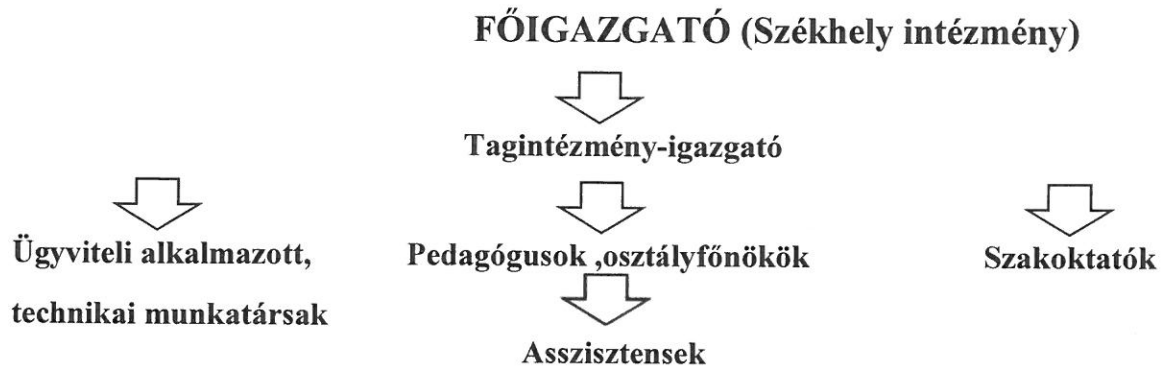 FŐIGAZGATÓ (Székhely intézmény)
Tagintézmény-igazgató
Ügyviteli alkalmazott,
technikai munkatársak
Pedagógusok ,osztályfőnökök
Szakoktatók
Asszisztensek